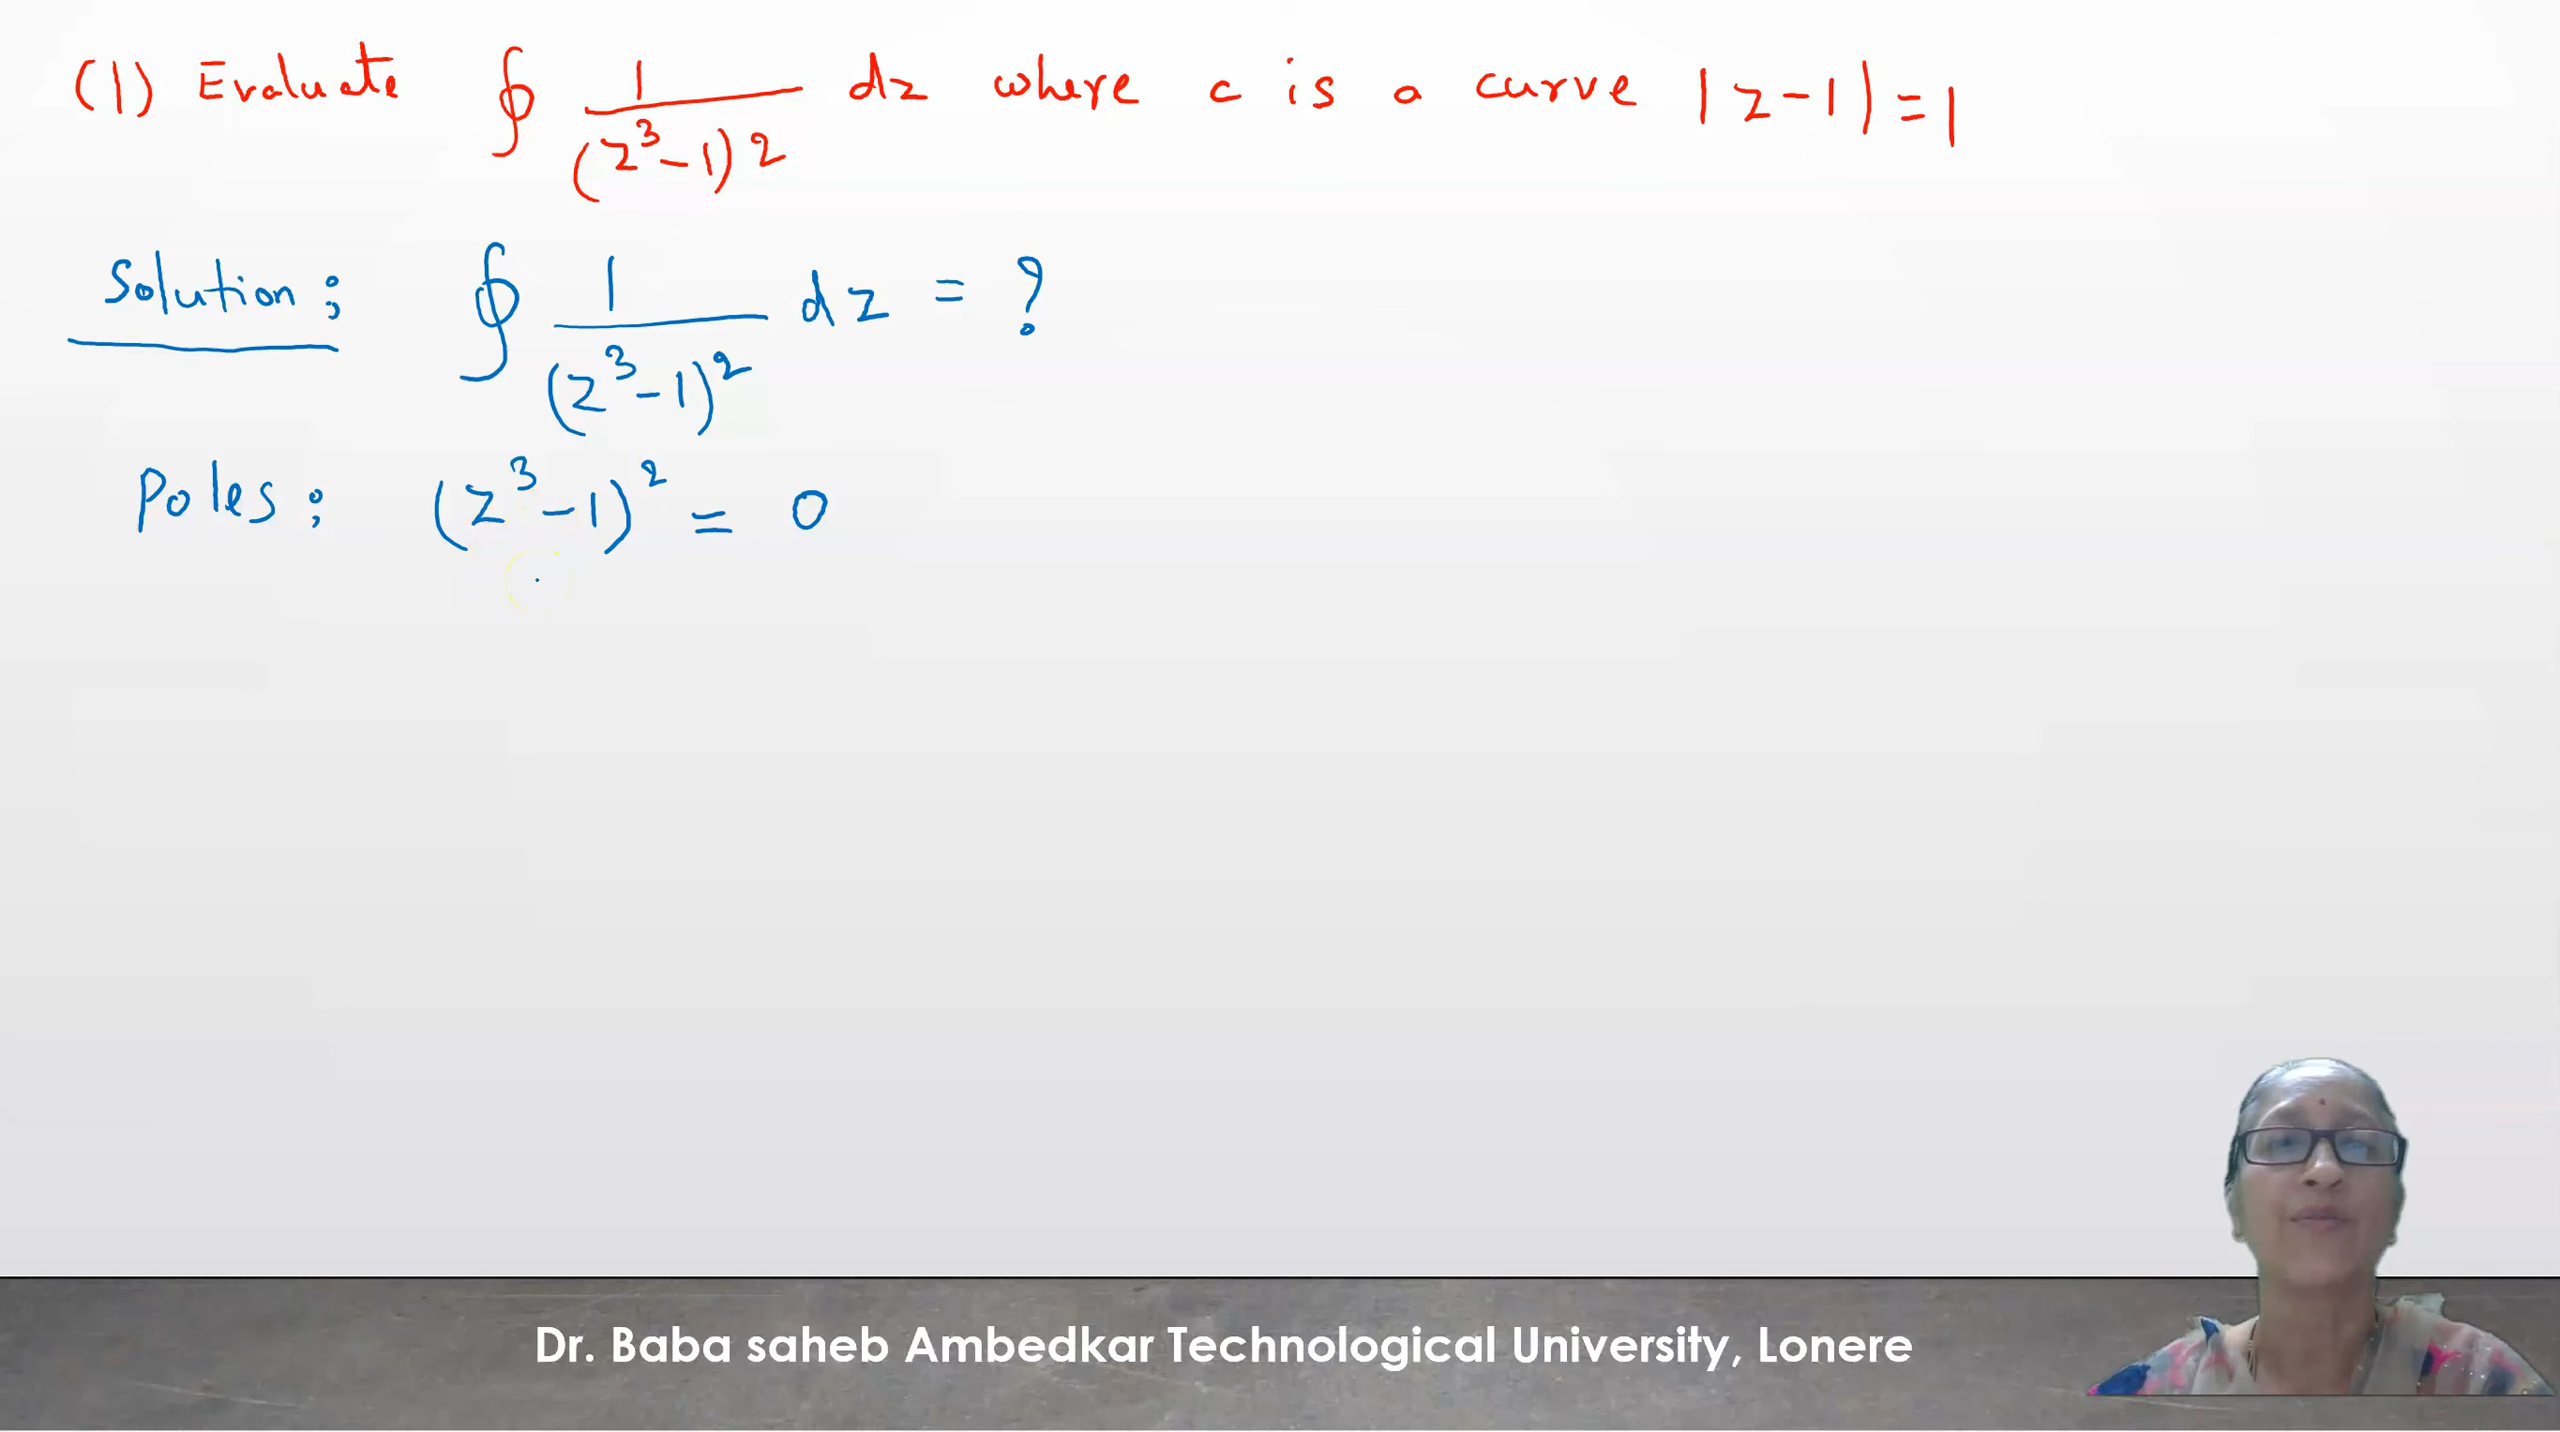 (1) Evaluate ∮ 1/(z³-1)2 dz where c is a curve |z-1|=1
Solution; ∮ 1/(z³-1)² dz = ?
Poles; (z³-1)² = 0
Dr. Baba saheb Ambedkar Technological University, Lonere